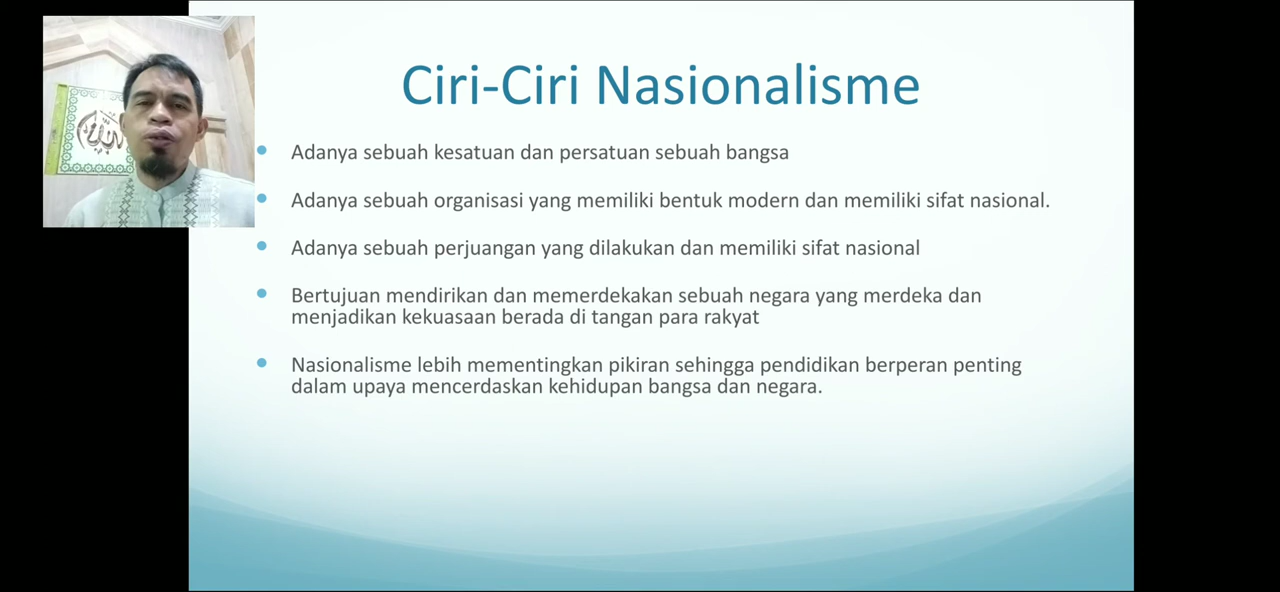 Ciri-Ciri Nasionalisme
Adanya sebuah kesatuan dan persatuan sebuah bangsa
Adanya sebuah organisasi yang memiliki bentuk modern dan memiliki sifat nasional.
Adanya sebuah perjuangan yang dilakukan dan memiliki sifat nasional
Bertujuan mendirikan dan memerdekakan sebuah negara yang merdeka dan
menjadikan kekuasaan berada di tangan para rakyat
Nasionalisme lebih mementingkan pikiran sehingga pendidikan berperan penting
dalam upaya mencerdaskan kehidupan bangsa dan negara.